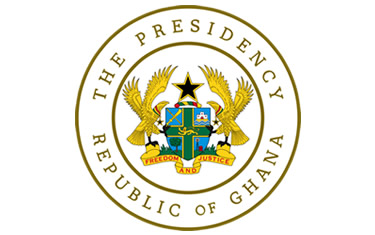 THE PRESIDENCY
REPUBLIC OF GHANA
FREEDOM AND JUSTICE